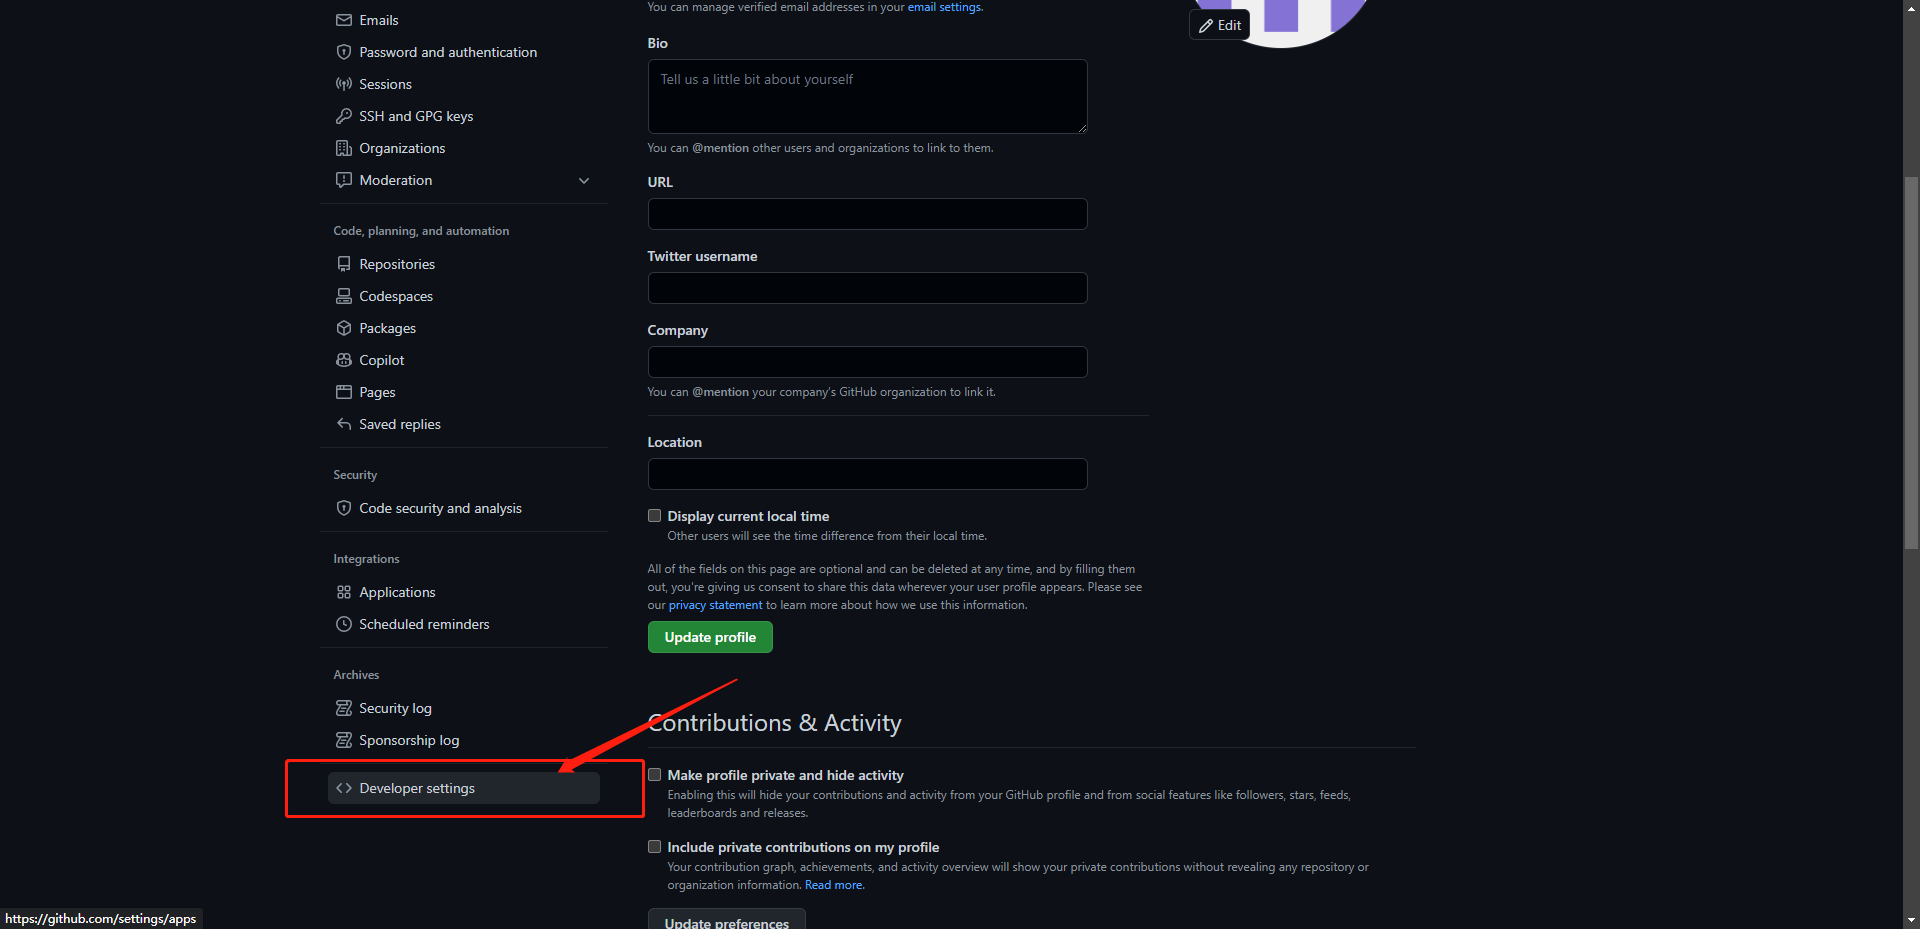 Emails
Password and authentication
Sessions
SSH and GPG keys
Organizations
Moderation
Code, planning, and automation
Repositories
Codespaces
Packages
Copilot
Pages
Saved replies
Security
Code security and analysis
Integrations
Applications
Scheduled reminders
Archives
Security log
Sponsorship log
Developer settings
You can manage verified email addresses in your email settings.
Edit
Bio
Tell us a little bit about yourself
You can @mention other users and organizations to link to them.
URL
Twitter username
Company
You can @mention your company's GitHub organization to link it.
Location
Display current local time
Other users will see the time difference from their local time.
All of the fields on this page are optional and can be deleted at any time, and by filling them
out, you're giving us consent to share this data wherever your user profile appears. Please see
our privacy statement to learn more about how we use this information.
Update profile
Contributions & Activity
Make profile private and hide activity
Enabling this will hide your contributions and activity from your GitHub profile and from social features like followers, stars, feeds,
leaderboards and releases.
Include private contributions on my profile
Your contribution graph, achievements, and activity overview will show your private contributions without revealing any repository or
organization information. Read more.
Update preferences
https://github.com/settings/apps